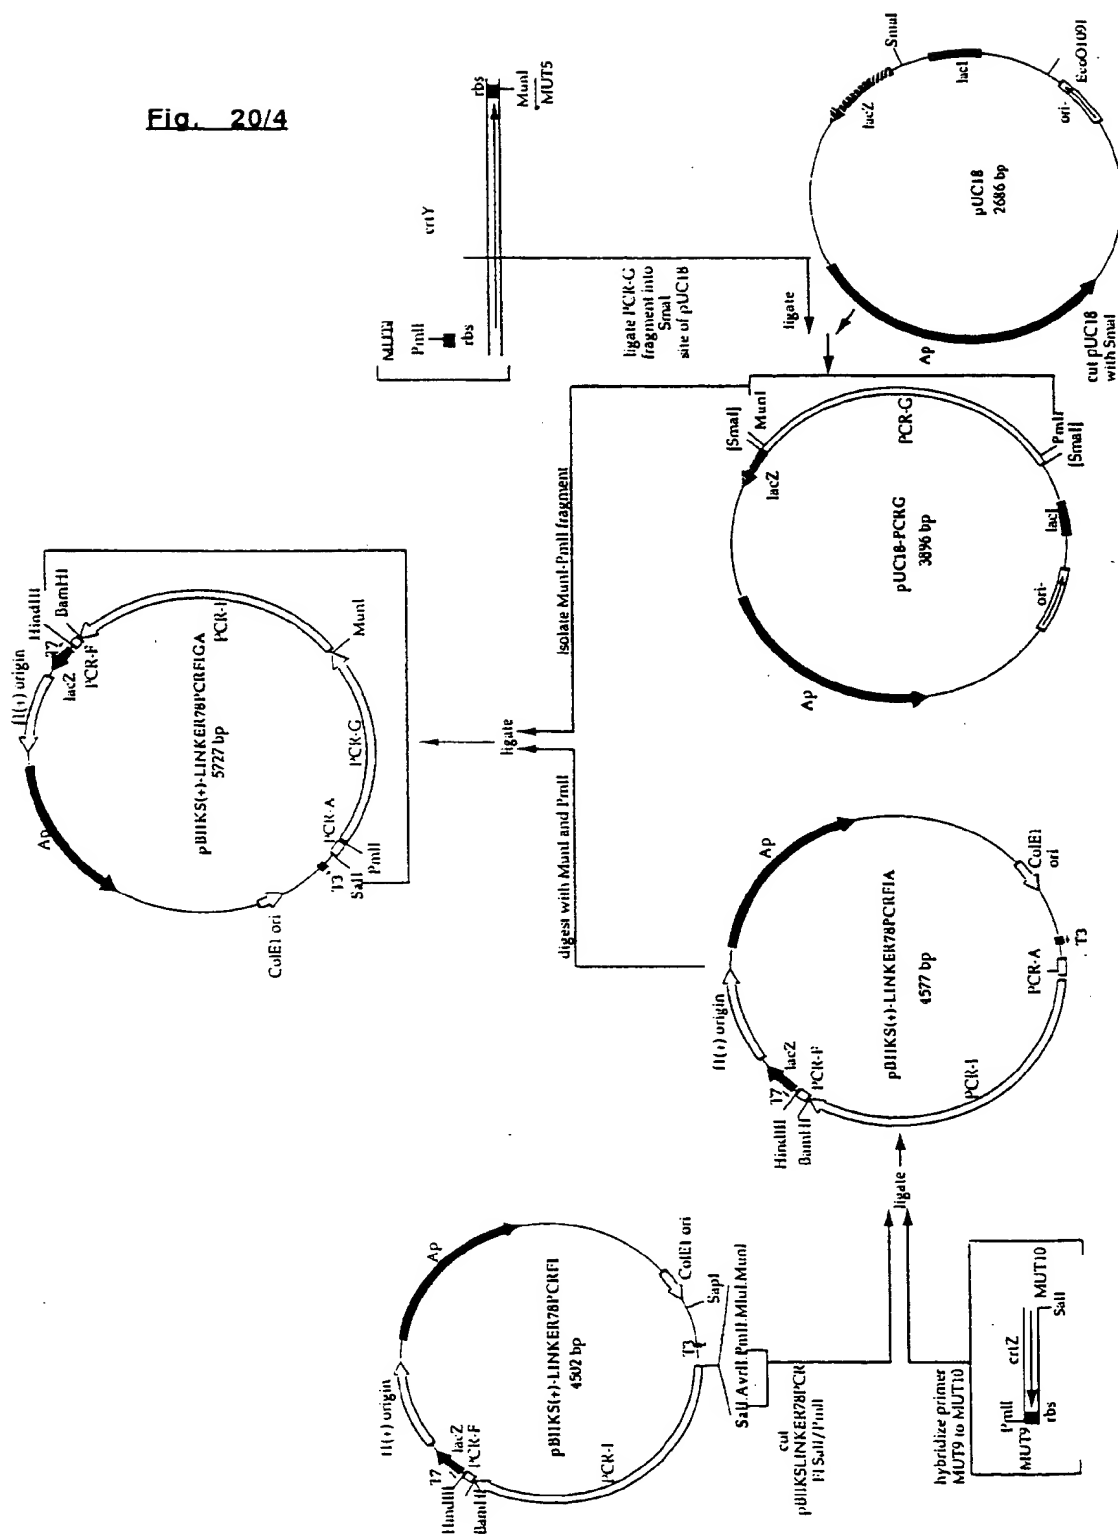 Fig. 20/4
pBIIKS(+)-LINKER78PCRFI
4502 bp
f1(+) origin
Ap
ColE1 ori
SapI
T3
SalI.AvrII.PmlI.MluI.MunI
PCR-I
BamHI
HindIII
T7
PCR-F
lacZ
cut
pBIIKSLINKER78PCR
FI SalI/PmlI
hybridize primer
MUT9 to MUT10
PmlI
MUT9
rbs
crtZ
MUT10
SalI
ligate
pBIIKS(+)-LINKER78PCRFIA
4577 bp
f1(+) origin
Ap
ColE1
ori
T3
PCR-A
PCR-I
BamHI
HindIII
T7
lacZ
PCR-F
digest with MunI and PmlI
ligate
Isolate MunI-PmlI fragment
pBIIKS(+)-LINKER78PCRFIGA
5727 bp
f1(+) origin
lacZ
T7
PCR-F
HindIII
BamHI
PCR-I
MunI
PCR-G
PCR-A
PmlI
SalI
T3
ColE1 ori
Ap
pUC18-PCRG
3896 bp
lacZ
[SmaI]
MunI
PCR-G
PmlI
[SmaI]
lacI
ori
Ap
MUT
PmlI
rbs
crtY
rbs
MunI
MUT5
ligate PCR-G
fragment into
SmaI
site of pUC18
ligate
pUC18
2686 bp
lacZ
SmaI
lacI
EcoO109I
ori
Ap
cut pUC18
with SmaI